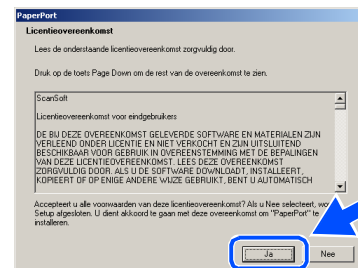 PaperPort
Licentieovereenkomst
Lees de onderstaande licentieovereenkomst zorgvuldig door.
Druk op de toets Page Down om de rest van de overeenkomst te zien.
ScanSoft
Licentieovereenkomst voor eindgebruikers
DE BIJ DEZE OVEREENKOMST GELEVERDE SOFTWARE EN MATERIALEN ZIJN
VERLEEND ONDER LICENTIE EN NIET VERKOCHT EN ZIJN UITSLUITEND
BESCHIKBAAR VOOR GEBRUIK IN OVEREENSTEMMING MET DE BEPALINGEN
VAN DEZE LICENTIEOVEREENKOMST. LEES DEZE OVEREENKOMST
ZORGVULDIG DOOR. ALS U DE SOFTWARE DOWNLOADT, INSTALLEERT,
KOPIEERT OF OP ENIGE ANDERE WIJZE GEBRUIKT, BENT U AUTOMATISCH
Accepteert u alle voorwaarden van deze licentieovereenkomst? Als u Nee selecteert,
Setup afgesloten. U dient akkoord te gaan met deze overeenkomst om "PaperPort" te
installeren.
Ja Nee